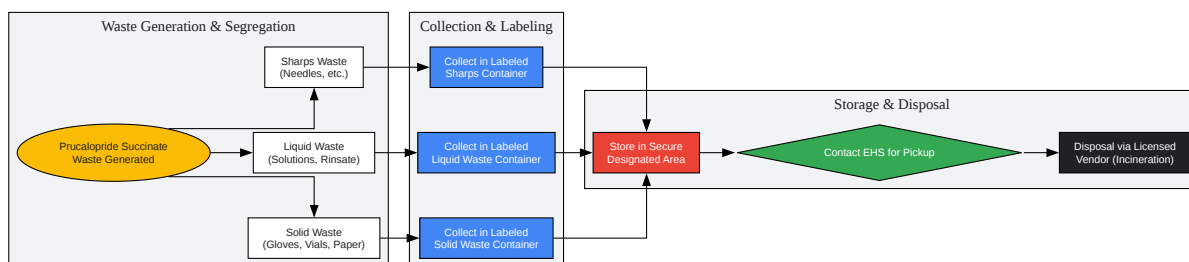 Waste Generation & Segregation
Prucalopride Succinate
Waste Generated
Sharps Waste
(Needles, etc.)
Liquid Waste
(Solutions, Rinsate)
Solid Waste
(Gloves, Vials, Paper)
Collection & Labeling
Collect in Labeled
Sharps Container
Collect in Labeled
Liquid Waste Container
Collect in Labeled
Solid Waste Container
Storage & Disposal
Store in Secure
Designated Area
Contact EHS for Pickup
Disposal via Licensed
Vendor (Incineration)